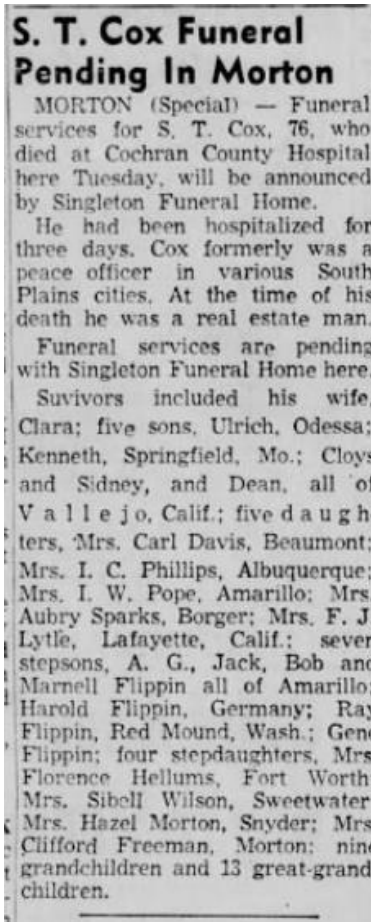 S. T. Cox Funeral
Pending In Morton
MORTON (Special) — Funeral
services for S. T. Cox, 76, who
died at Cochran County Hospital
here Tuesday, will be announced
by Singleton Funeral Home.
He had been hospitalized for
three days. Cox formerly was a
peace officer in various South
Plains cities. At the time of his
death he was a real estate man.
Funeral services are pending
with Singleton Funeral Home here.
Suvivors included his wife,
Clara; five sons, Ulrich, Odessa;
Kenneth, Springfield, Mo.; Cloys
and Sidney, and Dean, all of
Vallejo, Calif.; five daugh
ters, Mrs. Carl Davis, Beaumont;
Mrs. I. C. Phillips, Albuquerque;
Mrs. I. W. Pope, Amarillo; Mrs.
Aubry Sparks, Borger; Mrs. F. J.
Lytle, Lafayette, Calif.; seven
stepsons, A. G., Jack, Bob and
Marnell Flippin all of Amarillo;
Harold Flippin, Germany; Ray
Flippin, Red Mound, Wash.; Gene
Flippin; four stepdaughters, Mrs.
Florence Hellums, Fort Worth
Mrs. Sibell Wilson, Sweetwater
Mrs. Hazel Morton, Snyder; Mrs
Clifford Freeman, Morton; nine
grandchildren and 13 great-grand
children.